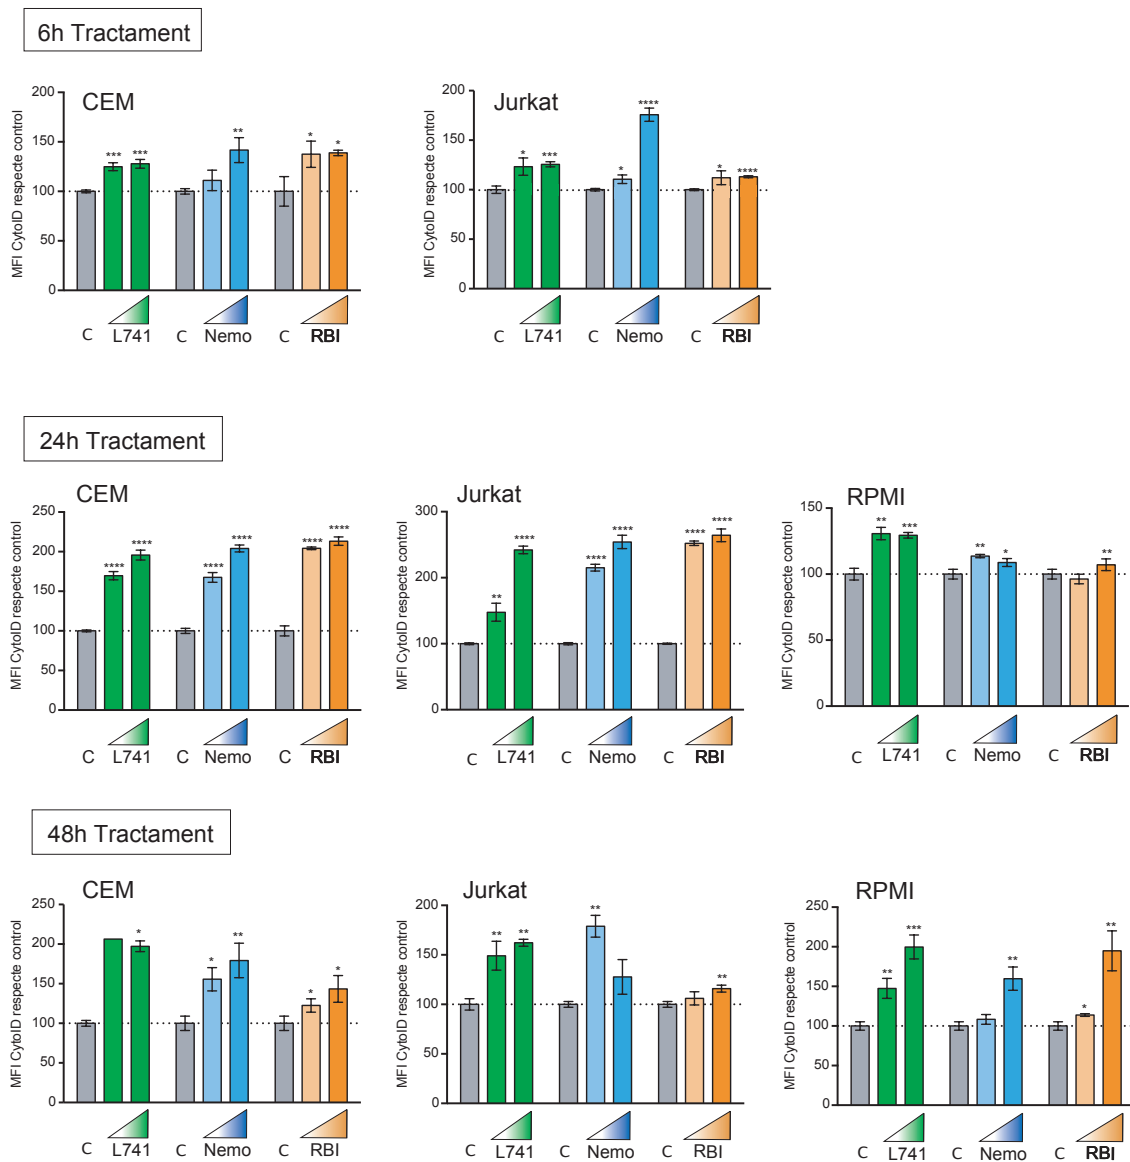 6h Tractament
CEM
MFI CytoID respecte control
200
150
100
50
0
*** *** ** * *
C L741 C Nemo C RBI
Jurkat
MFI CytoID respecte control
200
150
100
50
0
* *** * **** * ****
C L741 C Nemo C RBI
24h Tractament
CEM
MFI CytoID respecte control
250
200
150
100
50
0
**** **** **** **** **** ****
C L741 C Nemo C RBI
Jurkat
MFI CytoID respecte control
300
200
100
0
** **** **** **** **** ****
C L741 C Nemo C RBI
RPMI
MFI CytoID respecte control
150
100
50
0
** *** ** * **
C L741 C Nemo C RBI
48h Tractament
CEM
MFI CytoID respecte control
250
200
150
100
50
0
* * ** * *
C L741 C Nemo C RBI
Jurkat
MFI CytoID respecte control
200
150
100
50
0
** ** ** **
C L741 C Nemo C RBI
RPMI
MFI CytoID respecte control
250
200
150
100
50
0
** *** ** * **
C L741 C Nemo C RBI